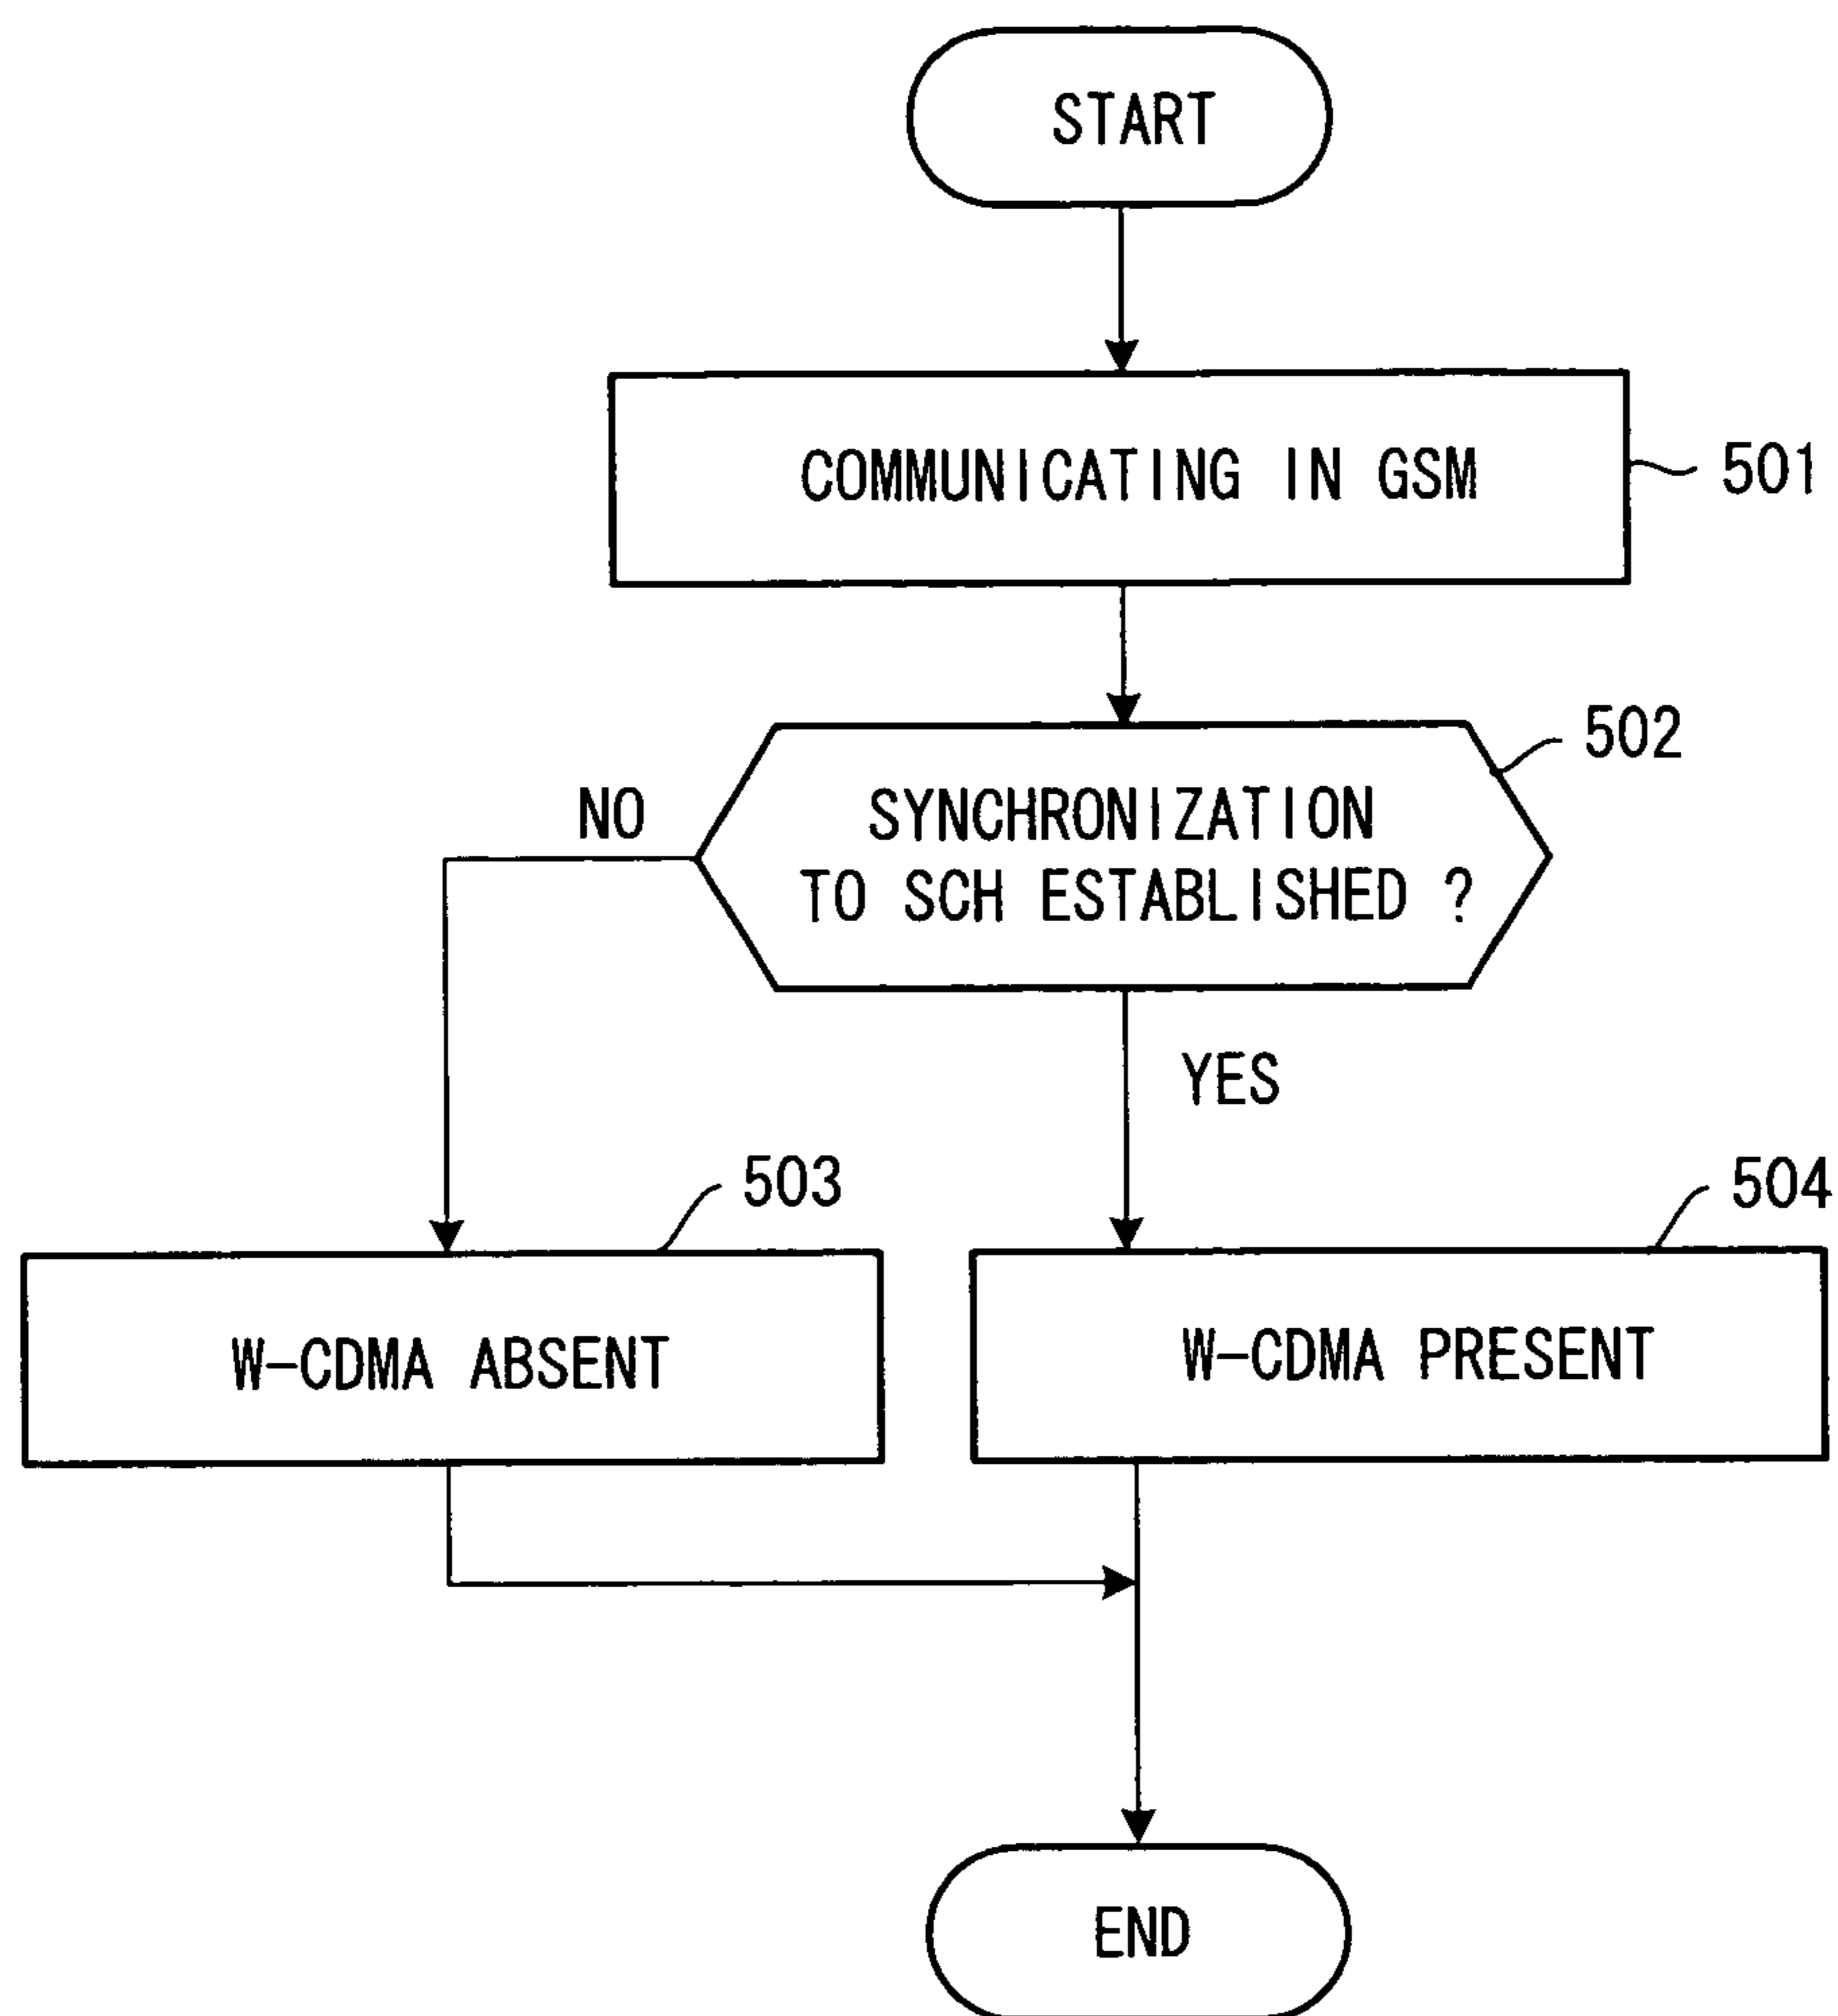 START
COMMUNICATING IN GSM
501
502
NO
SYNCHRONIZATION
TO SCH ESTABLISHED ?
YES
503
504
W-CDMA ABSENT
W-CDMA PRESENT
END